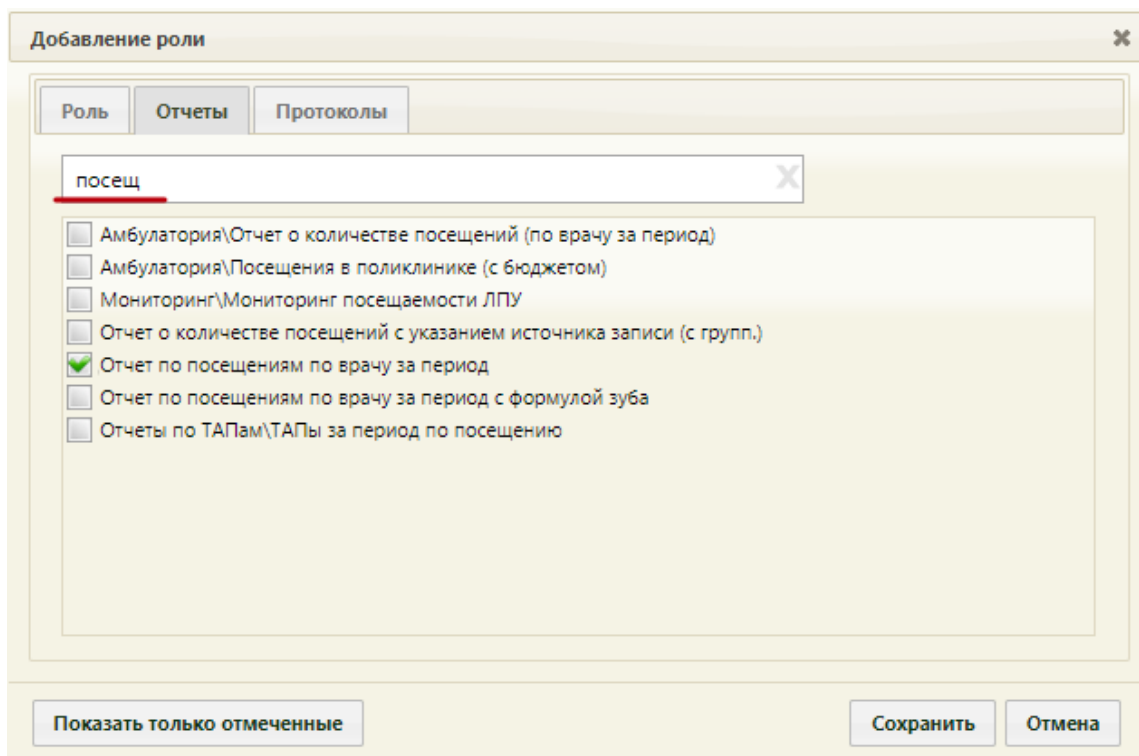 Добавление роли
Роль Отчеты Протоколы
посещ
Амбулатория\Отчет о количестве посещений (по врачу за период)
Амбулатория\Посещения в поликлинике (с бюджетом)
Мониторинг\Мониторинг посещаемости ЛПУ
Отчет о количестве посещений с указанием источника записи (с групп.)
Отчет по посещениям по врачу за период
Отчет по посещениям по врачу за период с формулой зуба
Отчеты по ТАПам\ТАПы за период по посещению
Показать только отмеченные Сохранить Отмена